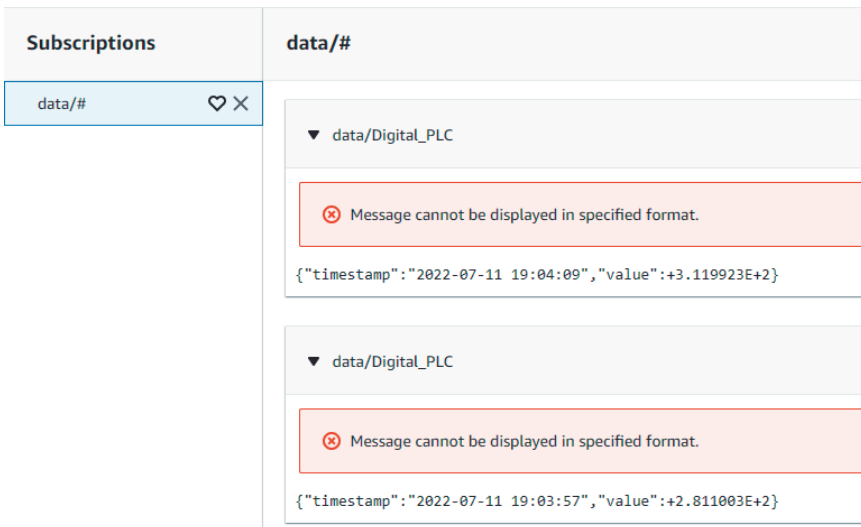 Subscriptions
data/#
data/#
data/Digital_PLC
Message cannot be displayed in specified format.
{"timestamp":"2022-07-11 19:04:09","value":+3.119923E+2}
data/Digital_PLC
Message cannot be displayed in specified format.
{"timestamp":"2022-07-11 19:03:57","value":+2.811003E+2}